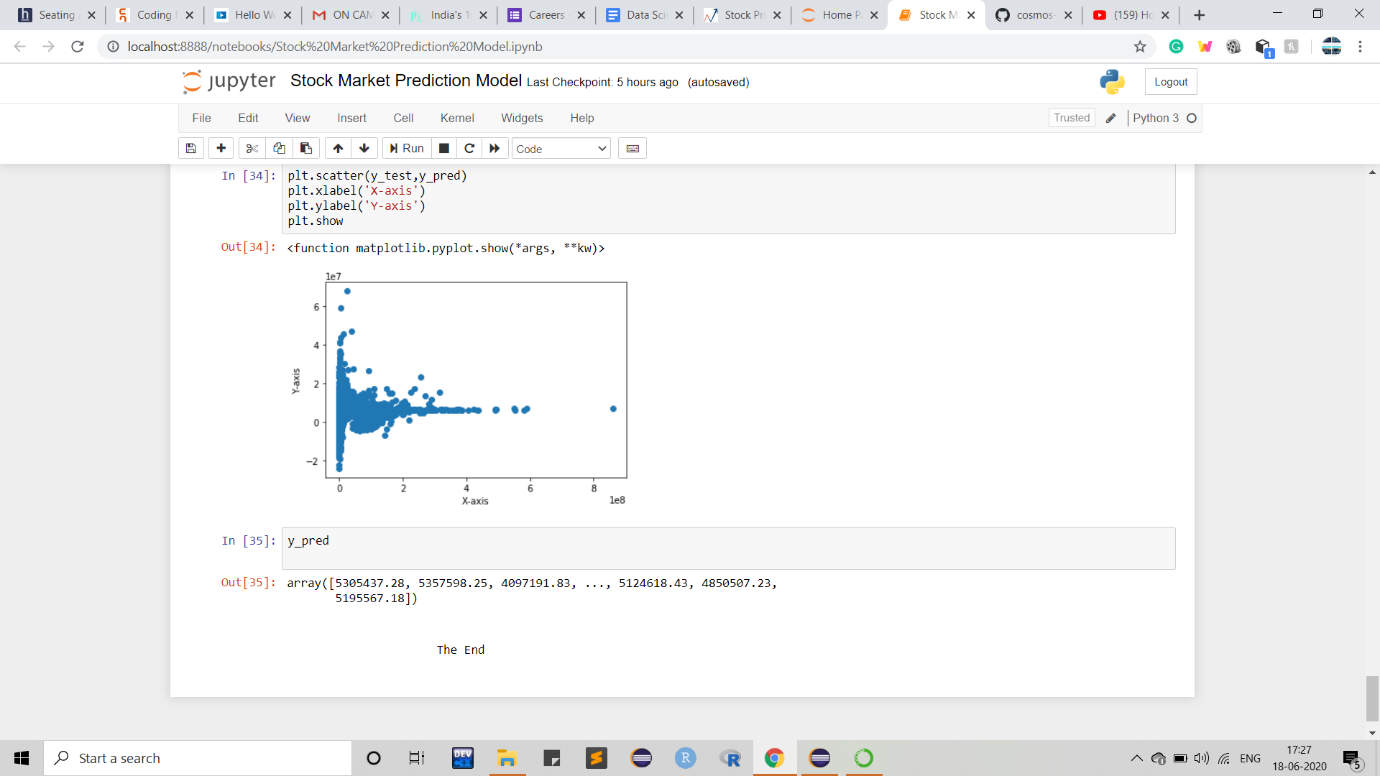 Seating
Coding
Hello W
ON CAM
India's 1
Careers
Data Sci
Stock Pr
Home P
Stock M
cosmos-
(159) Ho
localhost:8888/notebooks/Stock%20Market%20Prediction%20Model.ipynb
jupyter Stock Market Prediction Model Last Checkpoint: 5 hours ago (autosaved)
Logout
File Edit View Insert Cell Kernel Widgets Help
Trusted
Python 3
Run
Code
In [34]: plt.scatter(y_test,y_pred)
plt.xlabel('X-axis')
plt.ylabel('Y-axis')
plt.show
Out[34]: <function matplotlib.pyplot.show(*args, **kw)>
1e7
6
4
2
0
−2
Y-axis
0 2 4 6 8
X-axis
1e8
In [35]: y_pred
Out[35]: array([5305437.28, 5357598.25, 4097191.83, ..., 5124618.43, 4850507.23,
5195567.18])
The End
Start a search
DEV
R
R
ENG
17:27
18-06-2020
5